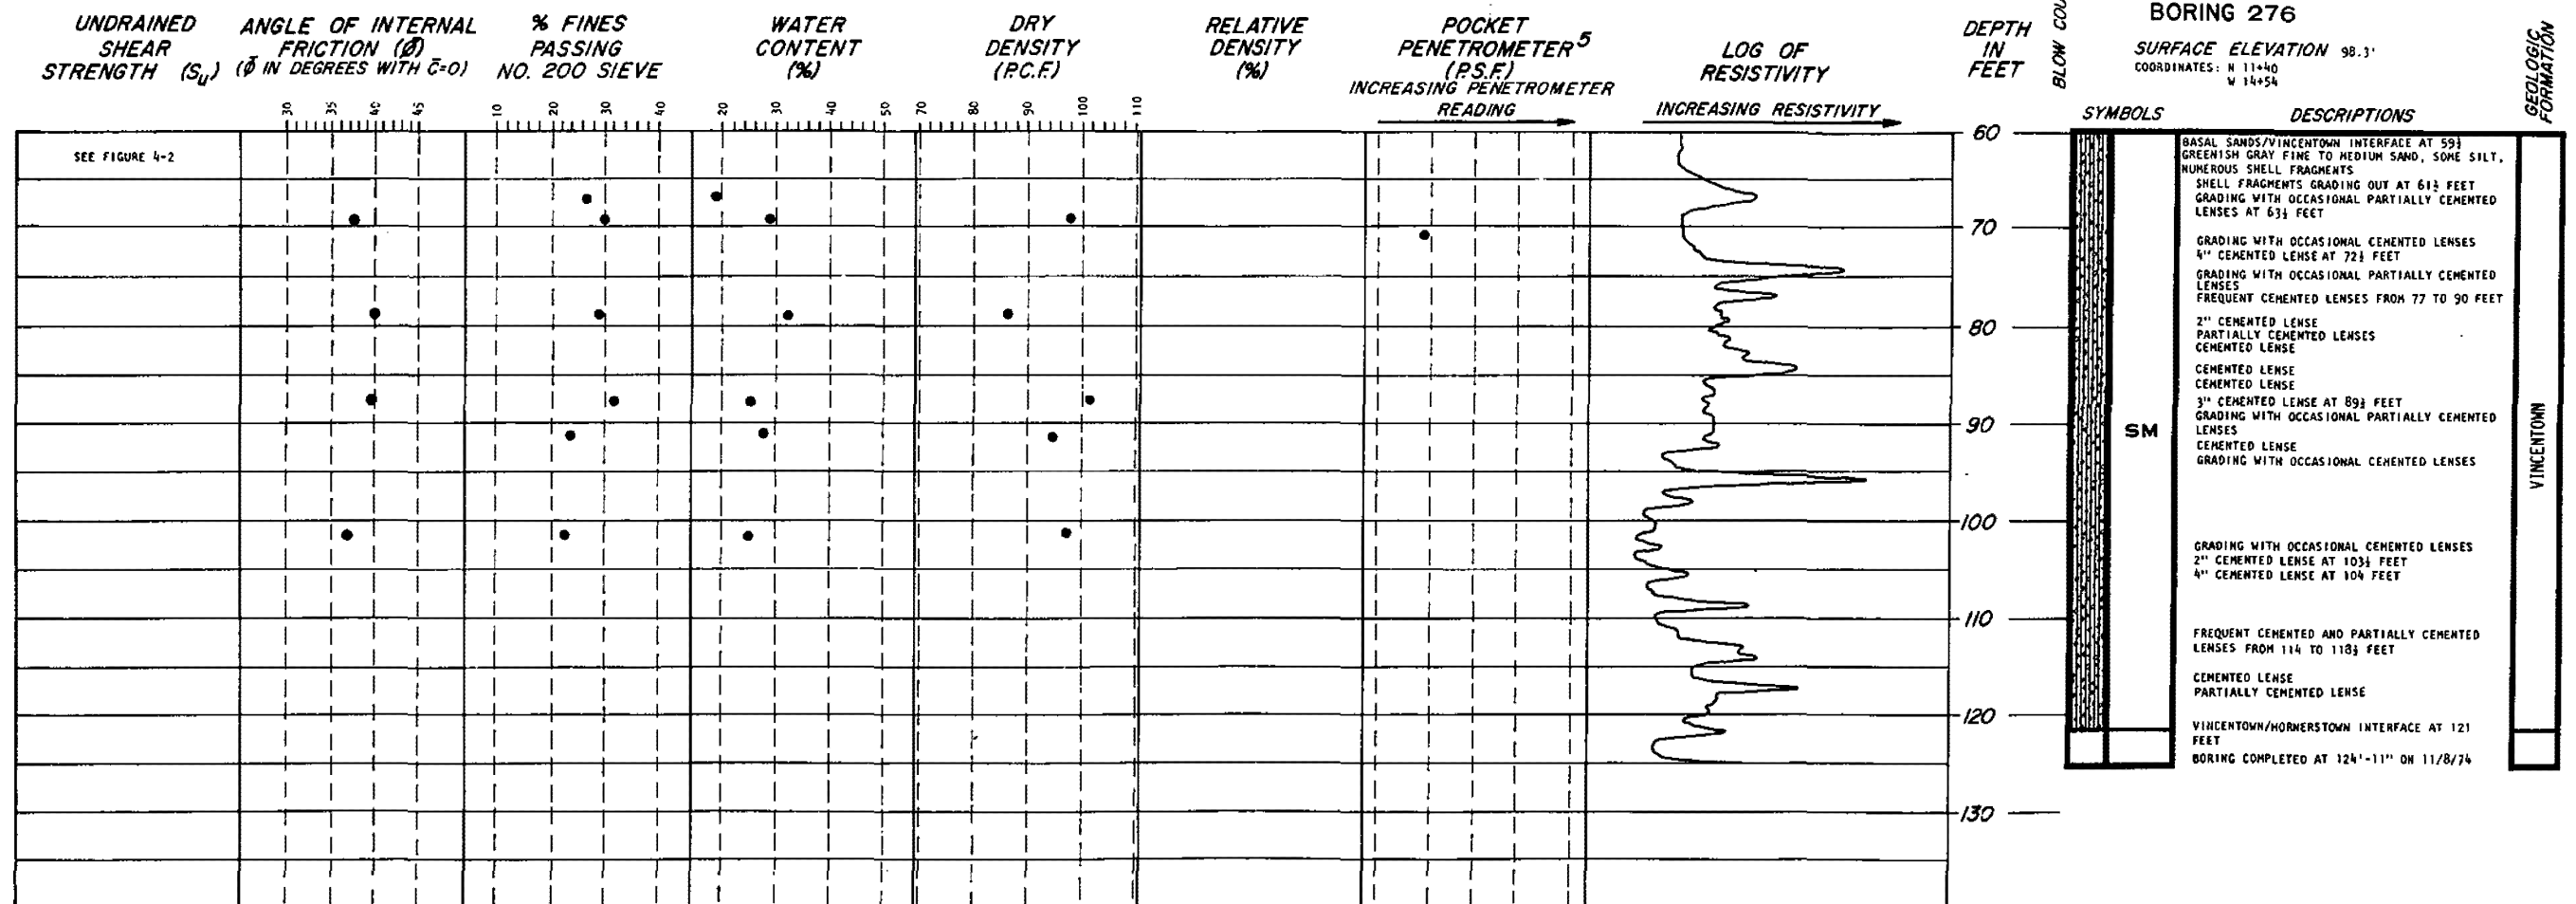 UNDRAINED
SHEAR
STRENGTH (Su)
ANGLE OF INTERNAL
FRICTION (Ø̄)
(Ø̄ IN DEGREES WITH C̄=0)
% FINES
PASSING
NO. 200 SIEVE
WATER
CONTENT
(%)
DRY
DENSITY
(P.C.F.)
RELATIVE
DENSITY
(%)
POCKET
PENETROMETER5
(P.S.F.)
INCREASING PENETROMETER
READING
LOG OF
RESISTIVITY
INCREASING RESISTIVITY
DEPTH
IN
FEET
BLOW COU
BORING 276
SURFACE ELEVATION 98.3'
COORDINATES: N 11+40
W 14+54
SYMBOLS
DESCRIPTIONS
GEOLOGIC
FORMATION
30 35 40 45
10 20 30 40
20 30 40 50
70 80 90 100 110
SEE FIGURE 4-2
60
70
80
90
100
110
120
130
SM
BASAL SANDS/VINCENTOWN INTERFACE AT 59½
GREENISH GRAY FINE TO MEDIUM SAND, SOME SILT,
NUMEROUS SHELL FRAGMENTS
SHELL FRAGMENTS GRADING OUT AT 61½ FEET
GRADING WITH OCCASIONAL PARTIALLY CEMENTED
LENSES AT 63½ FEET
GRADING WITH OCCASIONAL CEMENTED LENSES
4" CEMENTED LENSE AT 72½ FEET
GRADING WITH OCCASIONAL PARTIALLY CEMENTED
LENSES
FREQUENT CEMENTED LENSES FROM 77 TO 90 FEET
2" CEMENTED LENSE
PARTIALLY CEMENTED LENSES
CEMENTED LENSE
CEMENTED LENSE
CEMENTED LENSE
3" CEMENTED LENSE AT 89½ FEET
GRADING WITH OCCASIONAL PARTIALLY CEMENTED
LENSES
CEMENTED LENSE
GRADING WITH OCCASIONAL CEMENTED LENSES
GRADING WITH OCCASIONAL CEMENTED LENSES
2" CEMENTED LENSE AT 103½ FEET
4" CEMENTED LENSE AT 104 FEET
FREQUENT CEMENTED AND PARTIALLY CEMENTED
LENSES FROM 114 TO 118½ FEET
CEMENTED LENSE
PARTIALLY CEMENTED LENSE
VINCENTOWN/HORNERSTOWN INTERFACE AT 121
FEET
BORING COMPLETED AT 124'-11" ON 11/8/74
VINCENTOWN